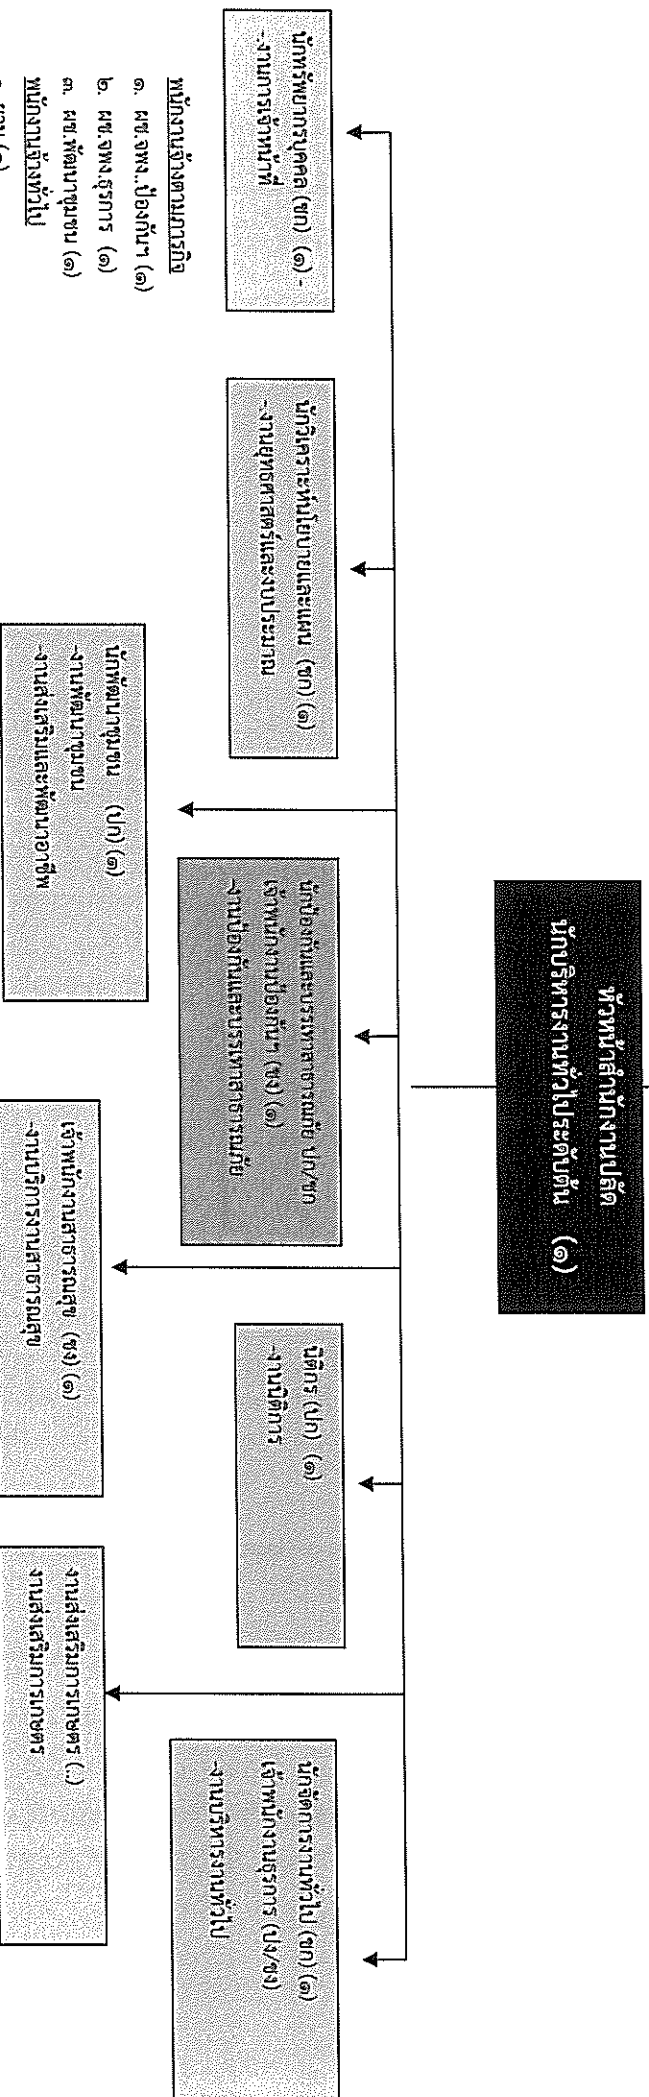 หัวหน้าสำนักงานปลัด
นักบริหารงานทั่วไประดับต้น (๑)
นักทรัพยากรบุคคล (ชก) (๑) -
-.งานการเจ้าหน้าที่
นักวิเคราะห์นโยบายและแผน (ชก) (๑)
-.งานยุทธศาสตร์และงบประมาณ
นักพัฒนาชุมชน (ปก) (๑)
-งานพัฒนาชุมชน
-งานส่งเสริมและพัฒนาอาชีพ
นักป้องกันและบรรเทาสาธารณภัย ปก/ชก
เจ้าพนักงานป้องกันฯ (ชง) (๑)
-งานป้องกันและบรรเทาสาธารณภัย
เจ้าพนักงานสาธารณสุข (ชง) (๑)
-งานบริการงานสาธารณสุข
นิติกร (ปก) (๑)
-งานนิติการ
งานส่งเสริมการเกษตร (.)
งานส่งเสริมการเกษตร
นักจัดการงานทั่วไป (ชก) (๑)
เจ้าพนักงานธุรการ (ปง/ชง)
-งานบริหารงานทั่วไป
พนักงานจ้างตามภารกิจ
๑. ผช.จพง..ป้องกันฯ (๑)
๒. ผช.จพง.ธุรการ (๑)
๓. ผช.พัฒนาชุมชน (๑)
พนักงานจ้างทั่วไป